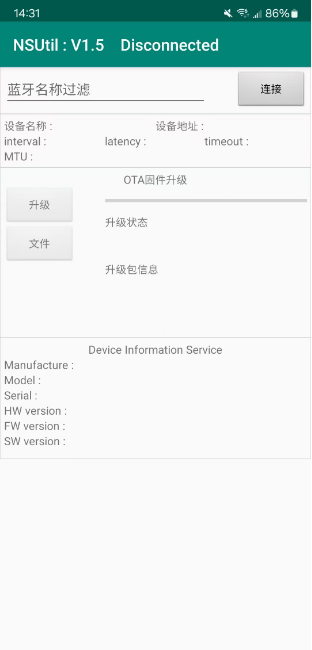 14:31 86%
NSUtil : V1.5 Disconnected
蓝牙名称过滤 连接
设备名称 : 设备地址 :
interval : latency : timeout :
MTU :
OTA固件升级
升级
升级状态
文件
升级包信息
Device Information Service
Manufacture :
Model :
Serial :
HW version :
FW version :
SW version :